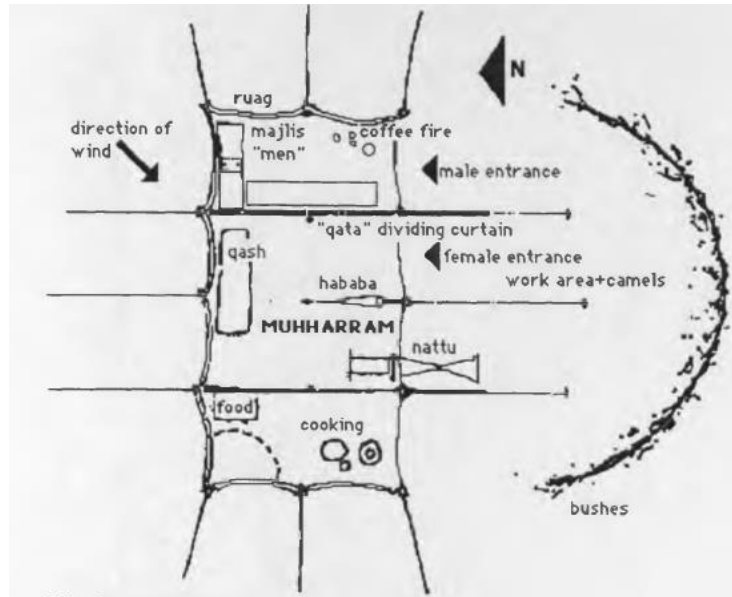 N
ruag
direction of
wind
majlis
"men"
coffee fire
male entrance
"qata" dividing curtain
qash
female entrance
work area+camels
hababa
MUHHARRAM
nattu
food
cooking
bushes